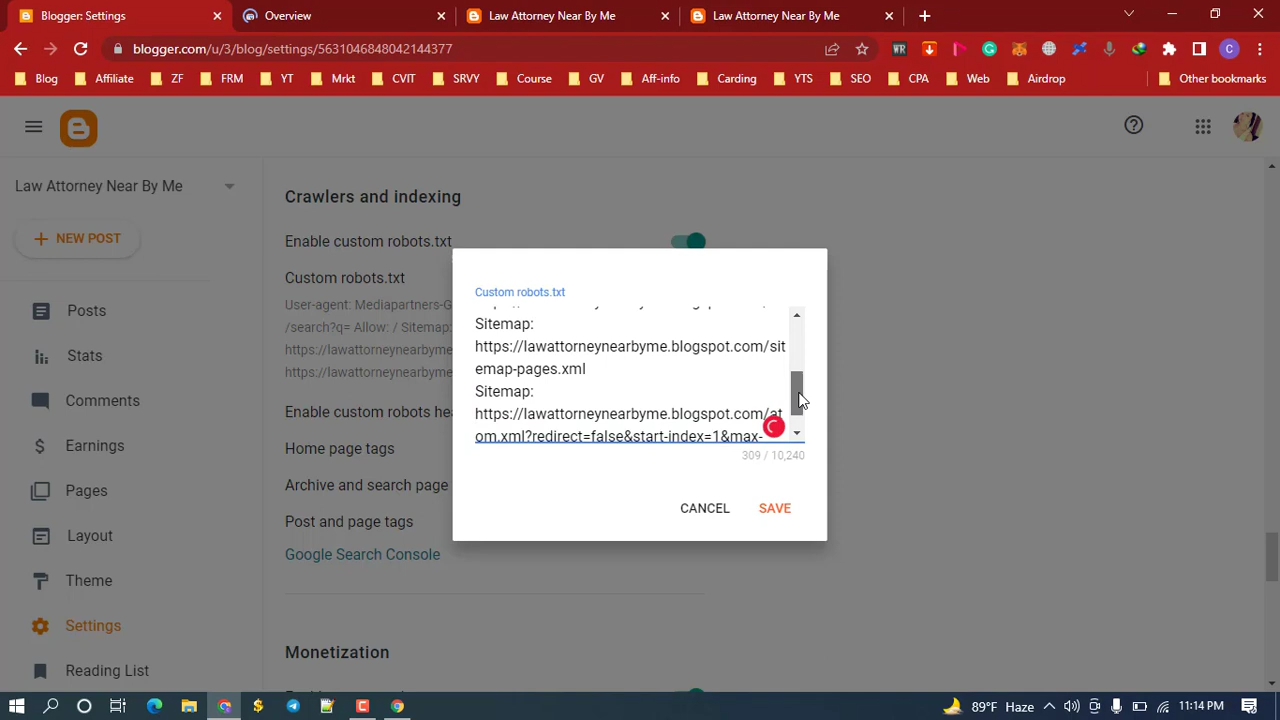 Blogger: Settings
Overview
Law Attorney Near By Me
Law Attorney Near By Me
blogger.com/u/3/blog/settings/5631046848042144377
Blog
Affiliate
ZF
FRM
YT
Mrkt
CVIT
SRVY
Course
GV
Aff-info
Carding
YTS
SEO
CPA
Web
Airdrop
Other bookmarks
Law Attorney Near By Me
NEW POST
Posts
Stats
Comments
Earnings
Pages
Layout
Theme
Settings
Reading List
Crawlers and indexing
Enable custom robots.txt
Custom robots.txt
User-agent: Mediapartners-G
/search?q= Allow: / Sitemap:
https://lawattorneynearbyme
https://lawattorneynearbyme
Enable custom robots hea
Home page tags
Archive and search page
Post and page tags
Google Search Console
Monetization
Custom robots.txt
Sitemap:
https://lawattorneynearbyme.blogspot.com/sit
emap-pages.xml
Sitemap:
https://lawattorneynearbyme.blogspot.com/at
om.xml?redirect=false&start-index=1&max-
309 / 10,240
CANCEL
SAVE
89°F Haze
11:14 PM